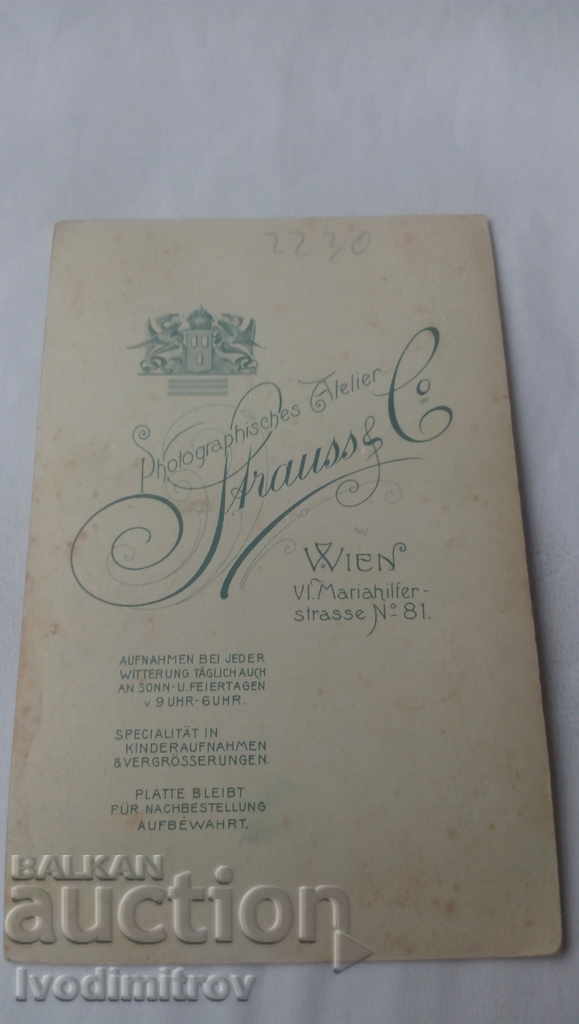 2230
Photographisches Atelier
Strauss & Co
WIEN
VI. Mariahilfer-
strasse No 81.
AUFNAHMEN BEI JEDER
WITTERUNG TÄGLICH AUCH
AN SONN- U. FEIERTAGEN
v 9 UHR - 6 UHR.
SPECIALITÄT IN
KINDERAUFNAHMEN
& VERGRÖSSERUNGEN.
PLATTE BLEIBT
FÜR NACHBESTELLUNG
AUFBEWAHRT.
BALKAN
auction
Ivodimitrov